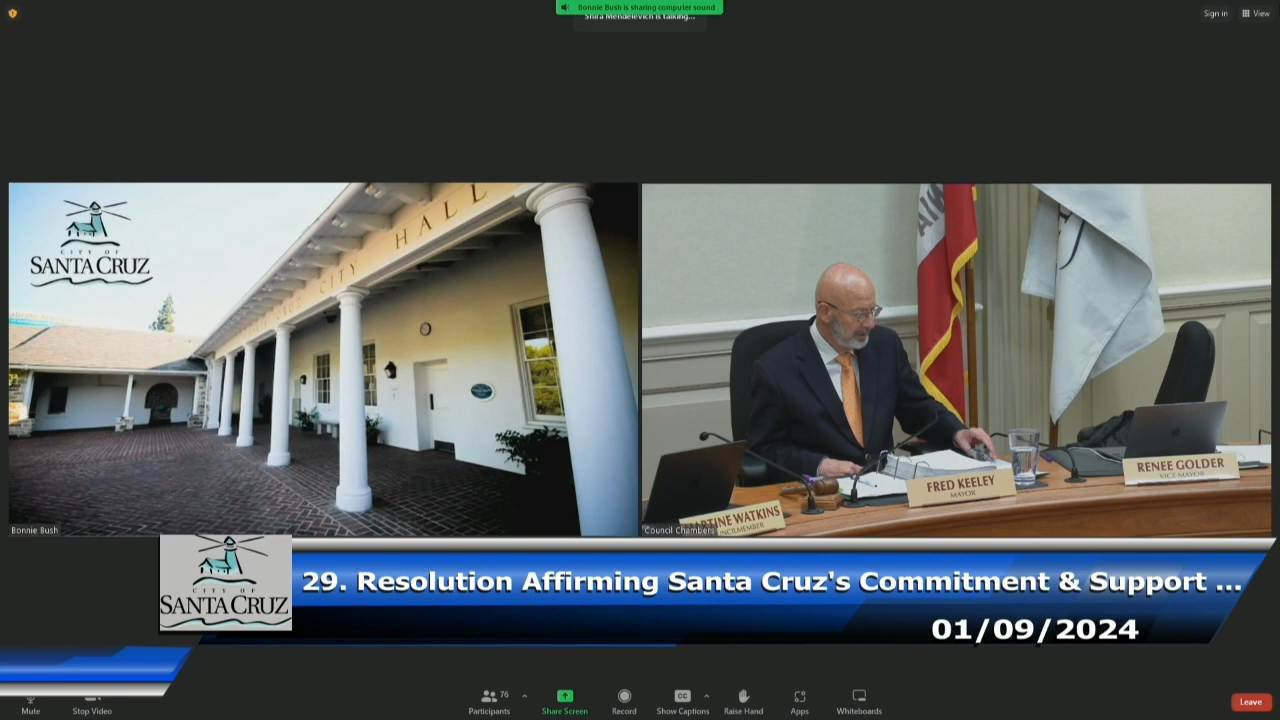 Bonnie Bush is sharing computer sound
Shira Mendelevich is talking...
Sign in
View
CITY OF
SANTA CRUZ
CITY HALL
Bonnie Bush
FRED KEELEY
MAYOR
RENEE GOLDER
VICE MAYOR
MARTINE WATKINS
COUNCILMEMBER
Council Chambers
CITY OF
SANTA CRUZ
29. Resolution Affirming Santa Cruz's Commitment & Support ...
01/09/2024
Mute
Stop Video
Participants
76
Share Screen
Record
CC
Show Captions
Raise Hand
Apps
Whiteboards
Leave